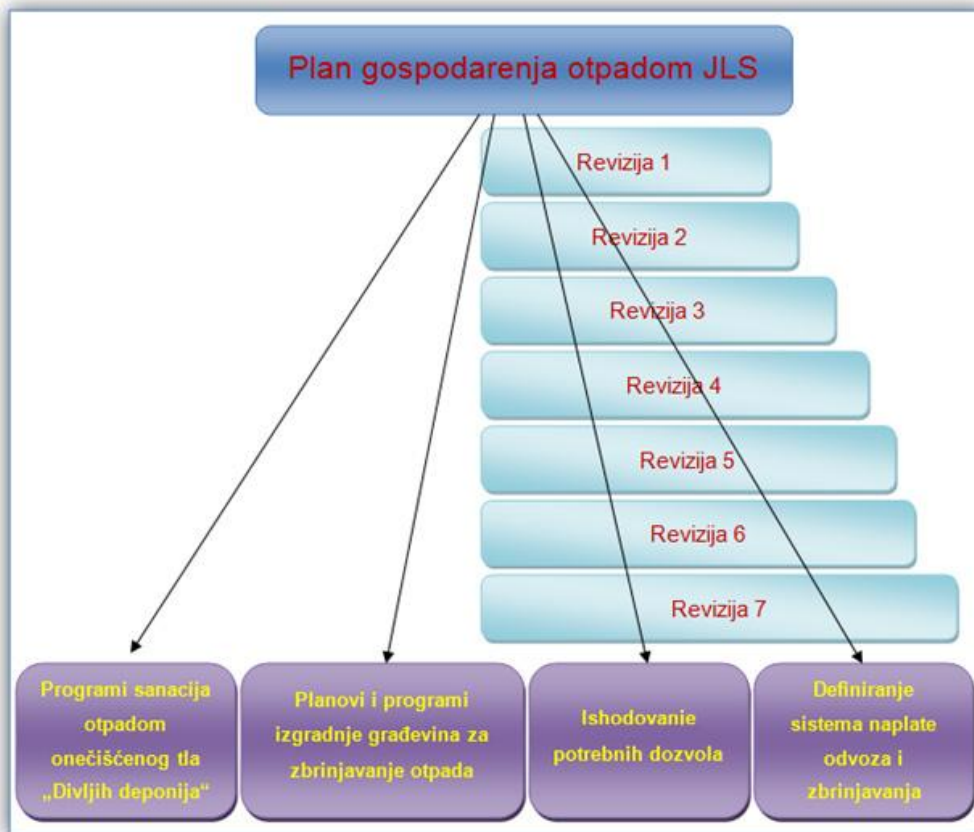 Plan gospodarenja otpadom JLS
Revizija 1
Revizija 2
Revizija 3
Revizija 4
Revizija 5
Revizija 6
Revizija 7
Programi sanacija
otpadom
onečišćenog tla
„Divljih deponija“
Planovi i programi
izgradnje građevina za
zbrinjavanje otpada
Ishodovanie
potrebnih dozvola
Definiranje
sistema naplate
odvoza i
zbrinjavanja